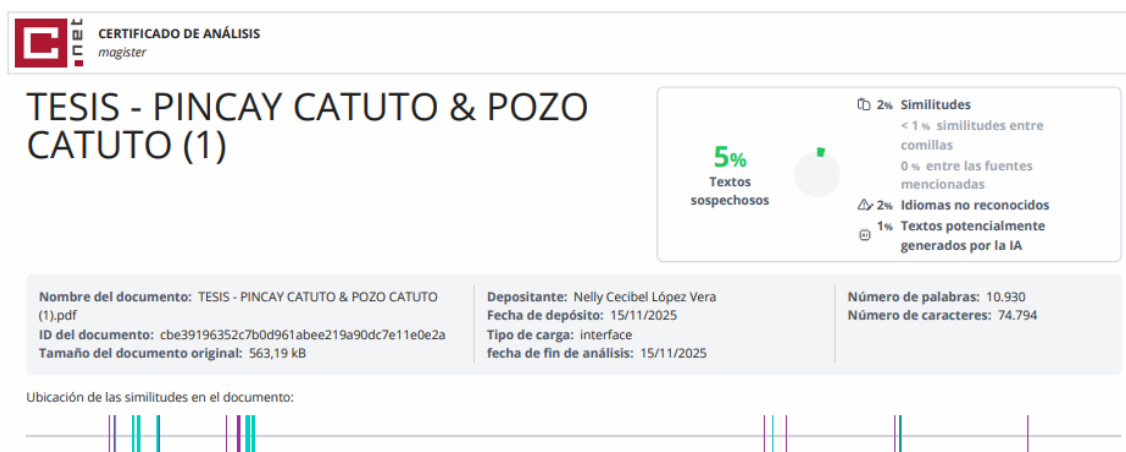 C
.net
CERTIFICADO DE ANÁLISIS
magister
TESIS - PINCAY CATUTO & POZO
CATUTO (1)
5%
Textos
sospechosos
2% Similitudes
< 1 % similitudes entre
comillas
0 % entre las fuentes
mencionadas
2% Idiomas no reconocidos
1% Textos potencialmente
generados por la IA
Nombre del documento: TESIS - PINCAY CATUTO & POZO CATUTO
(1).pdf
ID del documento: cbe39196352c7b0d961abee219a90dc7e11e0e2a
Tamaño del documento original: 563,19 kB
Depositante: Nelly Cecibel López Vera
Fecha de depósito: 15/11/2025
Tipo de carga: interface
fecha de fin de análisis: 15/11/2025
Número de palabras: 10.930
Número de caracteres: 74.794
Ubicación de las similitudes en el documento: